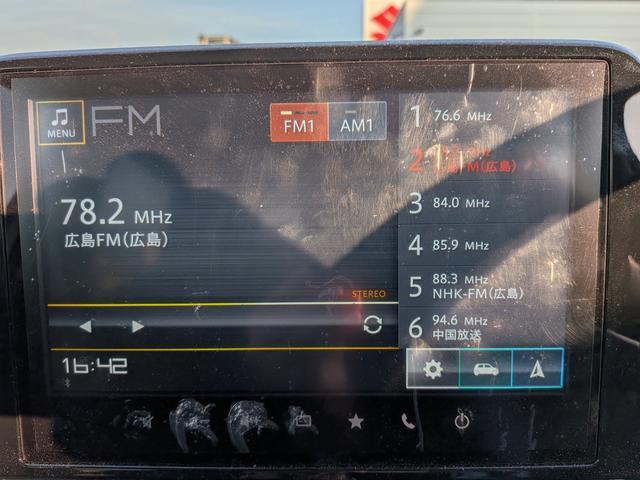 MENU
FM
FM1
AM1
78.2 MHz
広島FM(広島)
STEREO
16:42
1 76.6 MHz
2
3 84.0 MHz
4 85.9 MHz
5 88.3 MHz
NHK-FM(広島)
6 94.6 MHz
中国放送